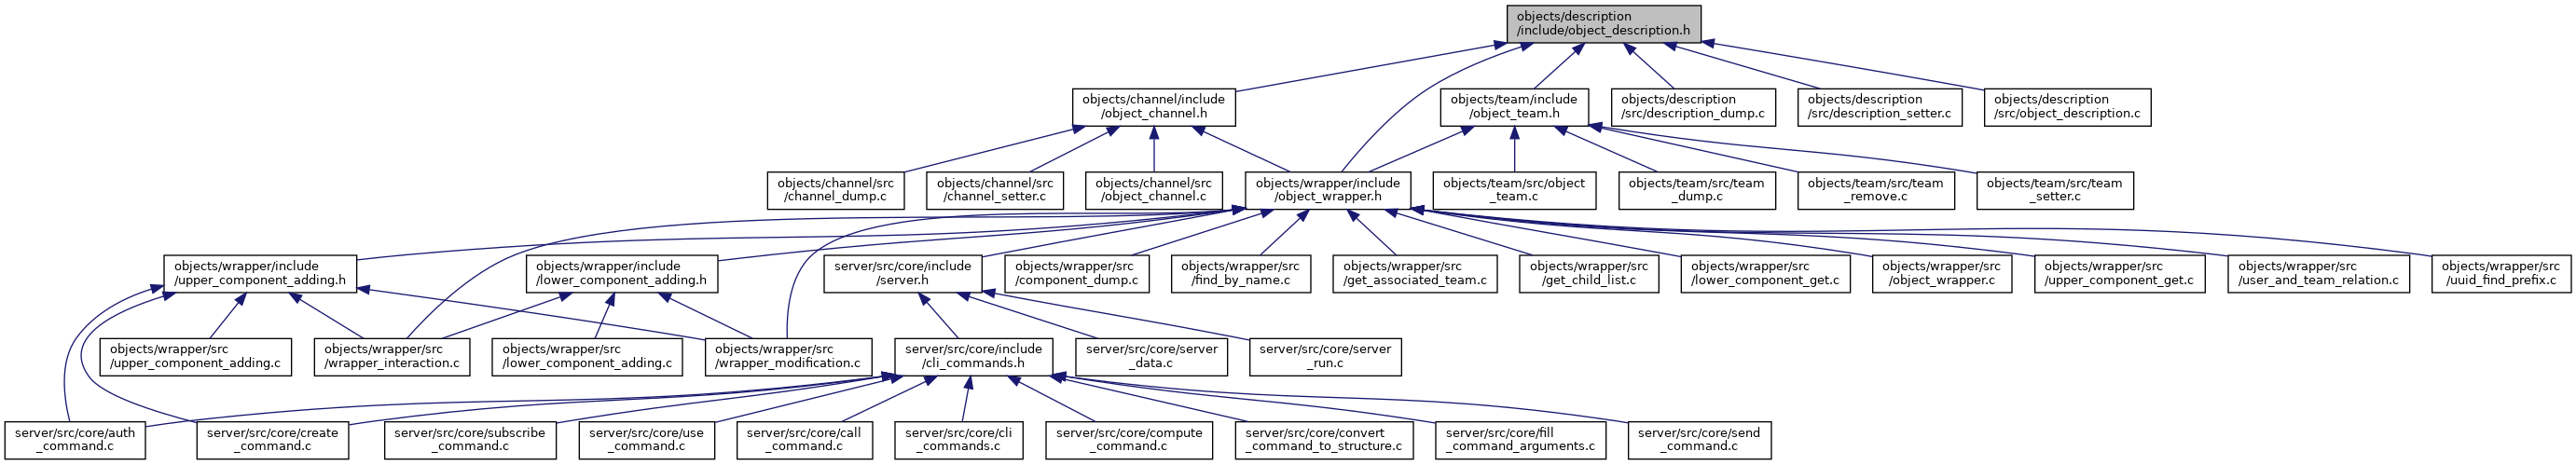 objects/description
/include/object_description.h
objects/channel/include
/object_channel.h
objects/team/include
/object_team.h
objects/description
/src/description_dump.c
objects/description
/src/description_setter.c
objects/description
/src/object_description.c
objects/channel/src
/channel_dump.c
objects/channel/src
/channel_setter.c
objects/channel/src
/object_channel.c
objects/wrapper/include
/object_wrapper.h
objects/team/src/object
_team.c
objects/team/src/team
_dump.c
objects/team/src/team
_remove.c
objects/team/src/team
_setter.c
objects/wrapper/include
/upper_component_adding.h
objects/wrapper/include
/lower_component_adding.h
server/src/core/include
/server.h
objects/wrapper/src
/component_dump.c
objects/wrapper/src
/find_by_name.c
objects/wrapper/src
/get_associated_team.c
objects/wrapper/src
/get_child_list.c
objects/wrapper/src
/lower_component_get.c
objects/wrapper/src
/object_wrapper.c
objects/wrapper/src
/upper_component_get.c
objects/wrapper/src
/user_and_team_relation.c
objects/wrapper/src
/uuid_find_prefix.c
objects/wrapper/src
/upper_component_adding.c
objects/wrapper/src
/wrapper_interaction.c
objects/wrapper/src
/lower_component_adding.c
objects/wrapper/src
/wrapper_modification.c
server/src/core/include
/cli_commands.h
server/src/core/server
_data.c
server/src/core/server
_run.c
server/src/core/auth
_command.c
server/src/core/create
_command.c
server/src/core/subscribe
_command.c
server/src/core/use
_command.c
server/src/core/call
_command.c
server/src/core/cli
_commands.c
server/src/core/compute
_command.c
server/src/core/convert
_command_to_structure.c
server/src/core/fill
_command_arguments.c
server/src/core/send
_command.c